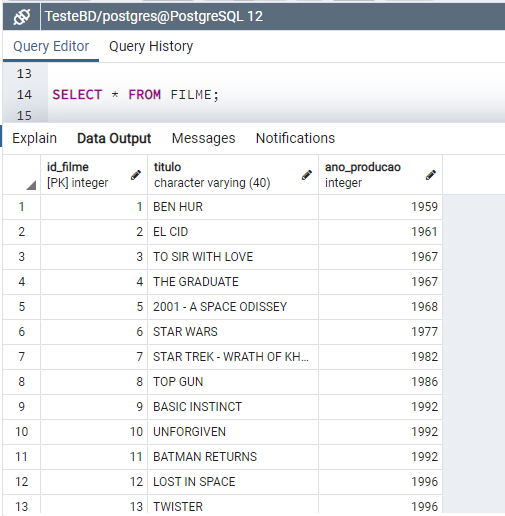 TesteBD/postgres@PostgreSQL 12
Query Editor Query History
13
14 SELECT * FROM FILME;
15
Explain Data Output Messages Notifications
id_filme titulo ano_producao
[PK] integer character varying (40) integer
1 1 BEN HUR 1959
2 2 EL CID 1961
3 3 TO SIR WITH LOVE 1967
4 4 THE GRADUATE 1967
5 5 2001 - A SPACE ODISSEY 1968
6 6 STAR WARS 1977
7 7 STAR TREK - WRATH OF KH... 1982
8 8 TOP GUN 1986
9 9 BASIC INSTINCT 1992
10 10 UNFORGIVEN 1992
11 11 BATMAN RETURNS 1992
12 12 LOST IN SPACE 1996
13 13 TWISTER 1996